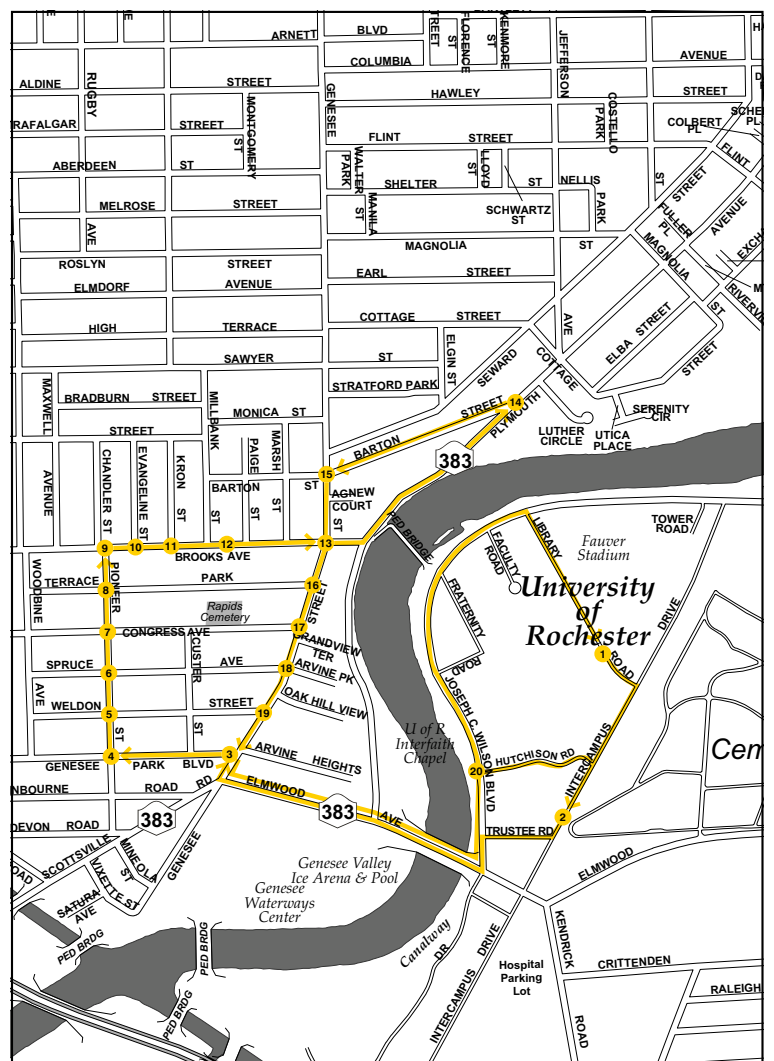 ARNETT
BLVD
STREET
ST
FLORENCE
ST
KENMORE
COLUMBIA
JEFFERSON
AVENUE
ALDINE
RUGBY
STREET
GENESEE
HAWLEY
STREET
MONTGOMERY
ST
COSTELLO
PARK
COLBERT
PL
TRAFALGAR
STREET
FLINT
STREET
FLINT
ABERDEEN
ST
WALTER
PARK
LLOYD
ST
SHELTER
ST
NELLIS
PARK
ST
STREET
MELROSE
STREET
MANILA
ST
SCHWARTZ
ST
FULLER
PL
AVENUE
AVE
MAGNOLIA
ST
MAGNOLIA
ST
ROSLYN
STREET
EARL
STREET
ELMDORF
AVENUE
COTTAGE
STREET
AVE
HIGH
TERRACE
ELBA STREET
STREET
SAWYER
ST
ELGIN ST
SEWARD
COTTAGE
MAXWELL
AVENUE
BRADBURN
STREET
STRATFORD PARK
MILLBANK
ST
MONICA
ST
STREET
14
PLYMOUTH
BARTON
STREET
LUTHER
CIRCLE
UTICA
PLACE
SERENITY
CIR
STREET
CHANDLER ST
EVANGELINE ST
KRON
ST
PAIGE
ST
MARSH
ST
383
15
BARTON
ST
AGNEW
COURT
ST
9
10
11
12
13
BROOKS AVE
PED BRIDGE
FACULTY
ROAD
LIBRARY
ROAD
Fauver
Stadium
TOWER
ROAD
WOODBINE
AVE
TERRACE
PARK
PIONEER
ST
8
16
STREET
Rapids
Cemetery
University
of
Rochester
FRATERNITY
ROAD
DRIVE
7
CONGRESS AVE
17
GRANDVIEW
TER
1
CUSTER
ST
SPRUCE
AVE
6
18
ARVINE PK
WELDON
STREET
5
19
OAK HILL VIEW
JOSEPH C. WILSON
BLVD
U of R
Interfaith
Chapel
HUTCHISON RD
INTERCAMPUS
20
Cem
4
3
GENESEE
PARK
BLVD
ARVINE
HEIGHTS
ROAD
RD
ELMWOOD
383
AVE
2
TRUSTEE RD
DEVON
ROAD
383
SCOTTSVILLE
MINEOLA
ST
GENESEE
VIXETTE ST
SATURA
AVE
ELMWOOD
Genesee Valley
Ice Arena & Pool
Genesee
Waterways
Center
PED BRDG
PED BRDG
PED BRDG
Canalway
DR
INTERCAMPUS
DRIVE
KENDRICK
ROAD
CRITTENDEN
Hospital
Parking
Lot
RALEIGH